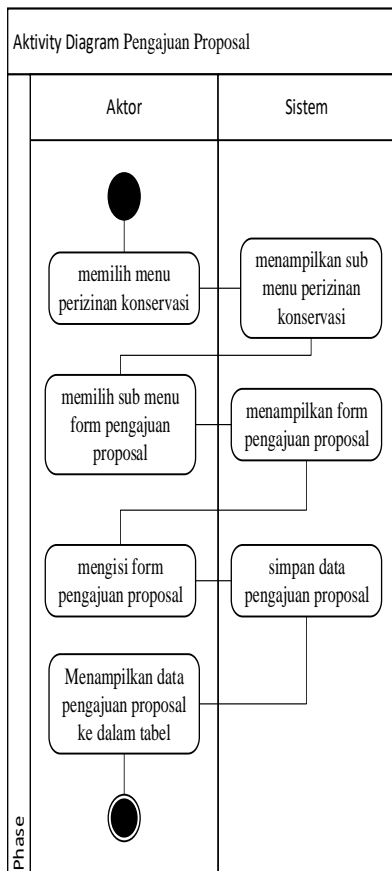 Aktivity Diagram Pengajuan Proposal
Aktor
Sistem
memilih menu
perizinan konservasi
menampilkan sub
menu perizinan
konservasi
memilih sub menu
form pengajuan
proposal
menampilkan form
pengajuan proposal
mengisi form
pengajuan proposal
simpan data
pengajuan proposal
Menampilkan data
pengajuan proposal
ke dalam tabel
Phase